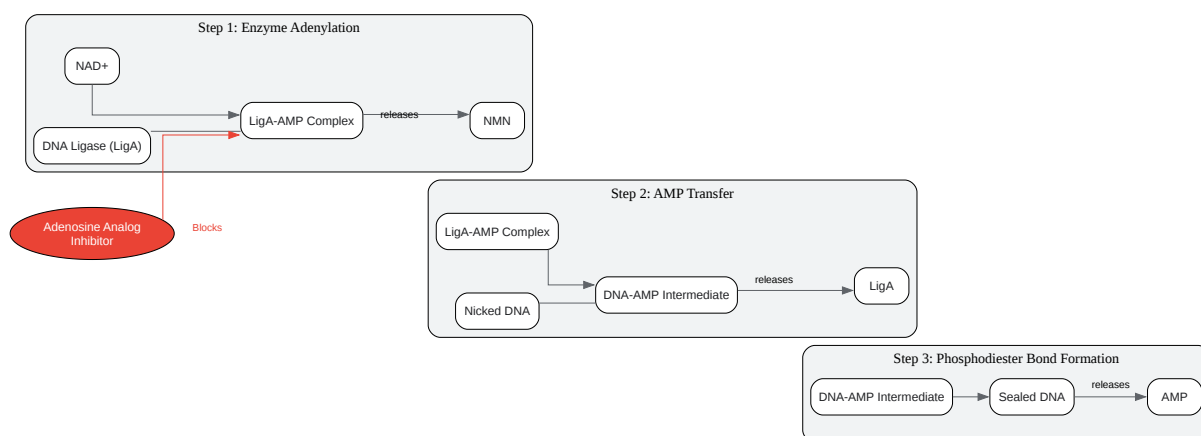 Step 1: Enzyme Adenylation
NAD+
LigA-AMP Complex
releases
NMN
DNA Ligase (LigA)
Adenosine Analog
Inhibitor
Blocks
Step 2: AMP Transfer
LigA-AMP Complex
DNA-AMP Intermediate
releases
LigA
Nicked DNA
Step 3: Phosphodiester Bond Formation
DNA-AMP Intermediate
Sealed DNA
releases
AMP